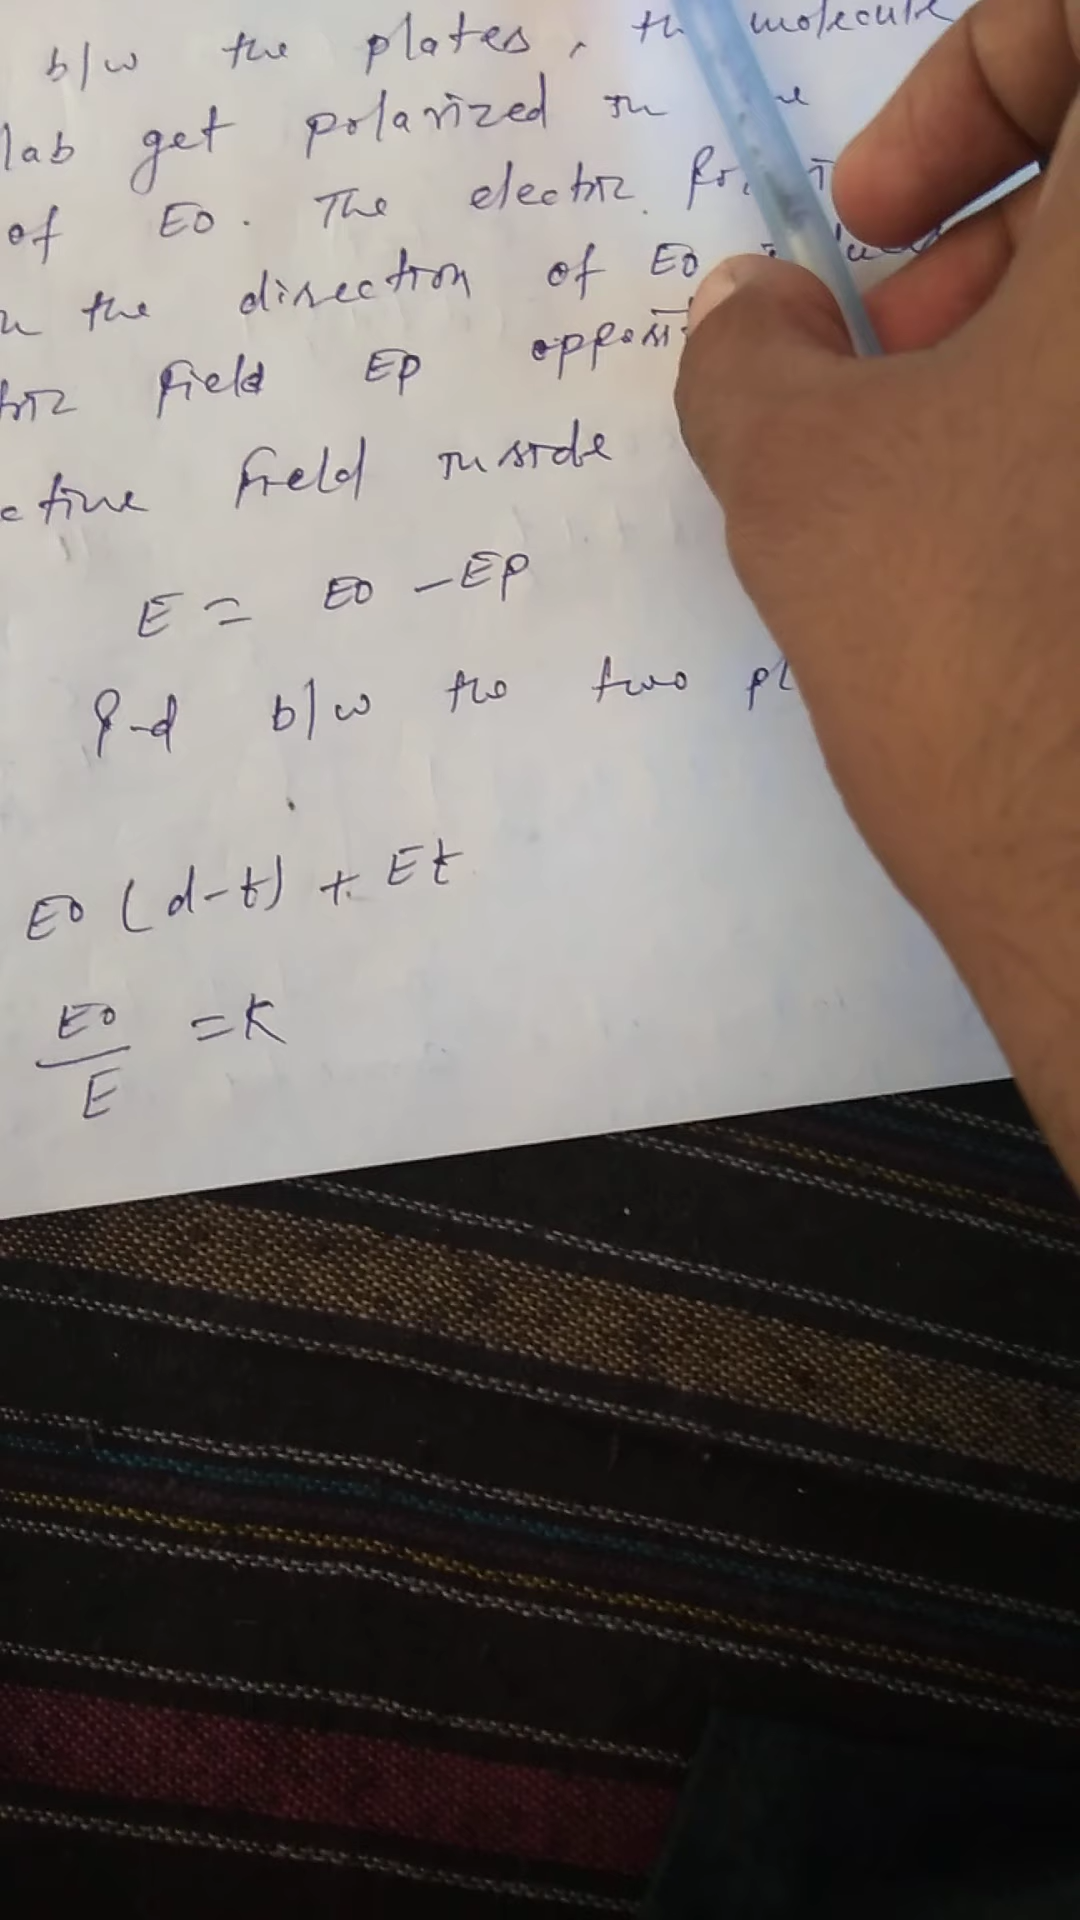 b/w the plates, the molecule
lab get polarized in
of E0. The electric
the direction of E0
field Ep
field inside
E = E0 - Ep
P-d b/w the two
E0 (d-t) + Et
E0/E = K